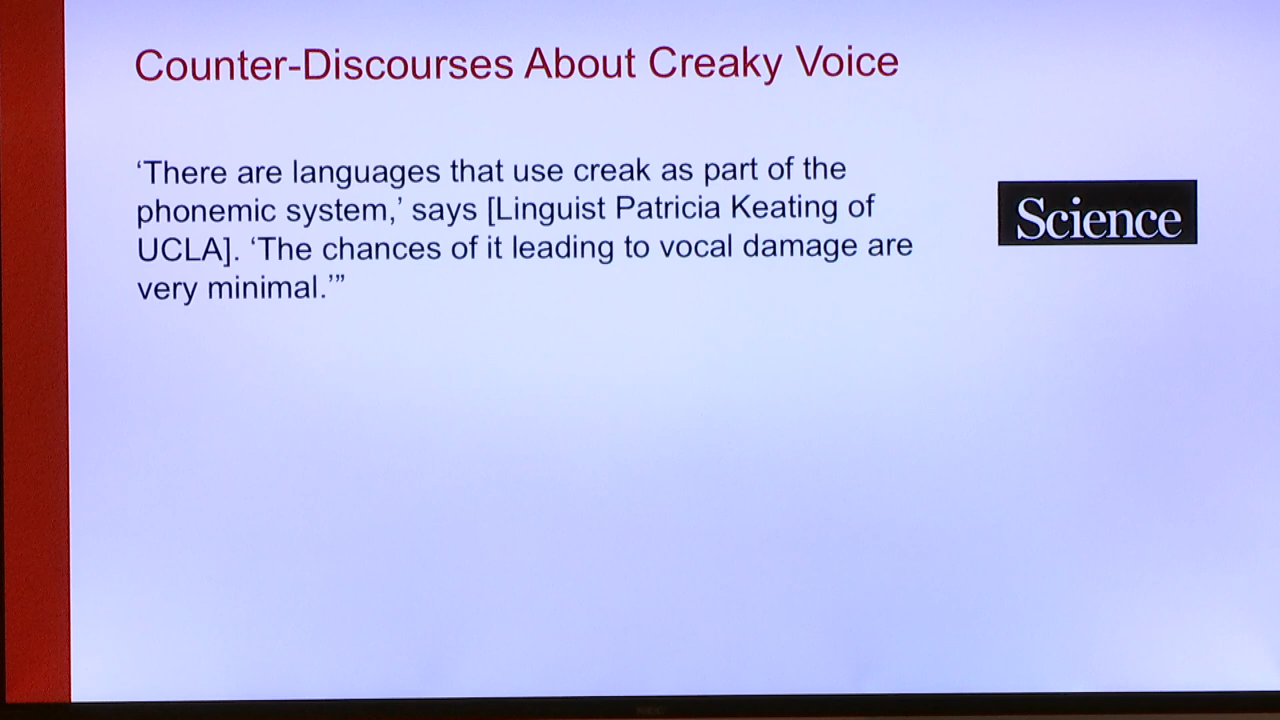 Counter-Discourses About Creaky Voice
‘There are languages that use creak as part of the
phonemic system,’ says [Linguist Patricia Keating of
UCLA]. ‘The chances of it leading to vocal damage are
very minimal.’”
Science